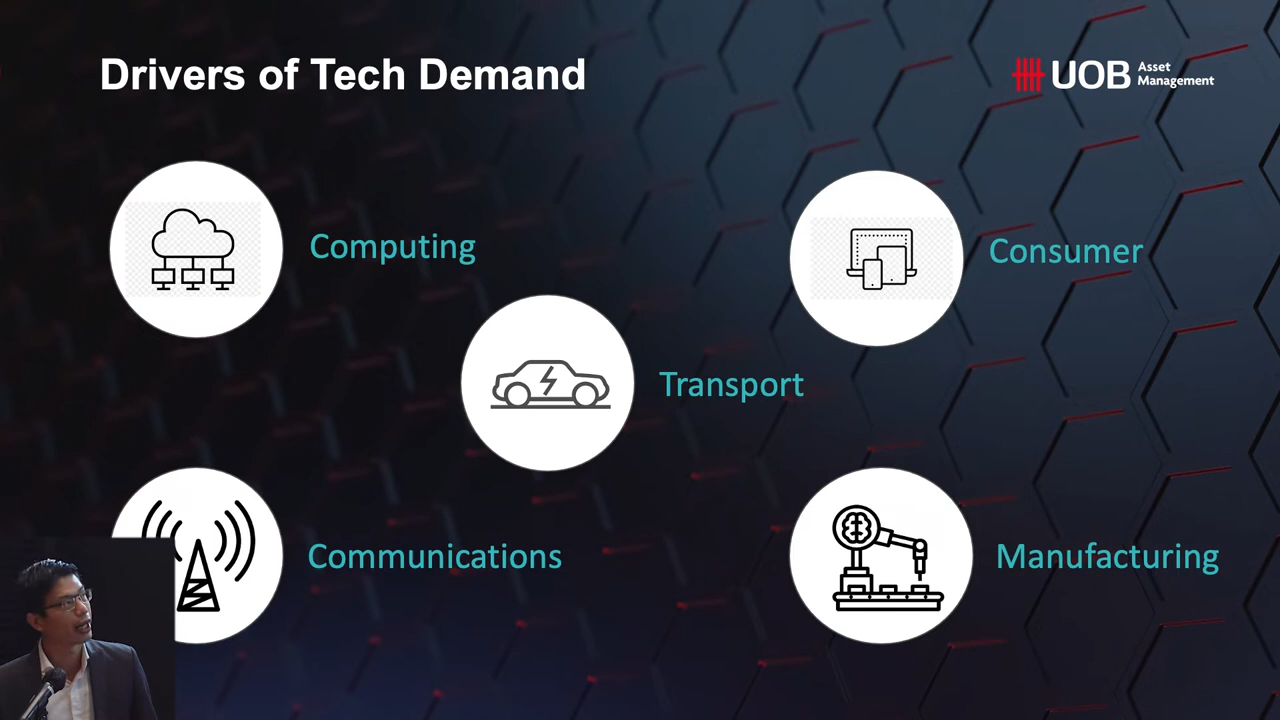 Drivers of Tech Demand
UOB Asset
Management
Computing
Consumer
Transport
Communications
Manufacturing